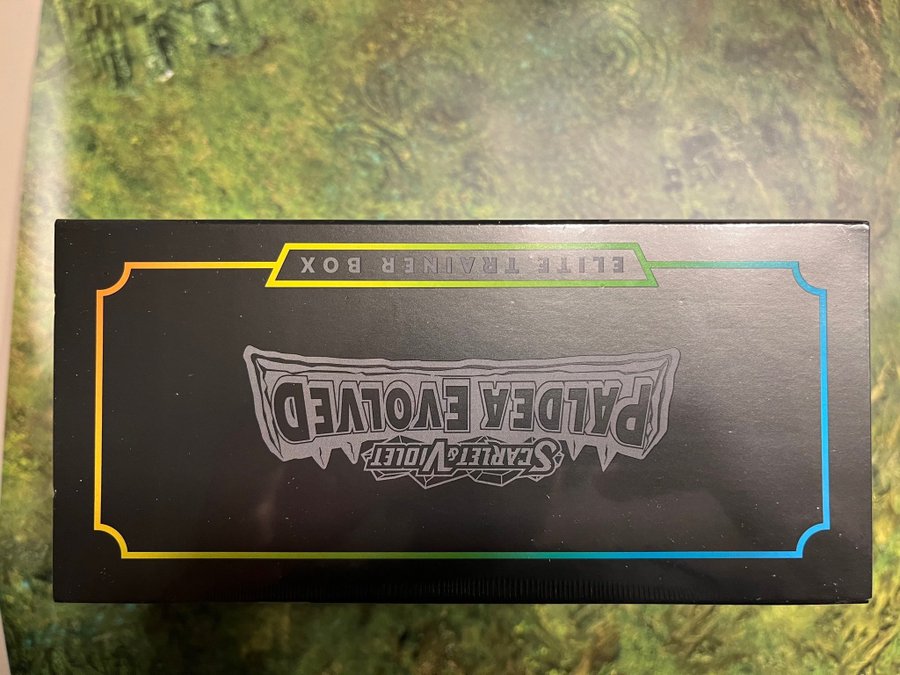 SCARLET & VIOLET
PALDEA EVOLVED
ELITE TRAINER BOX